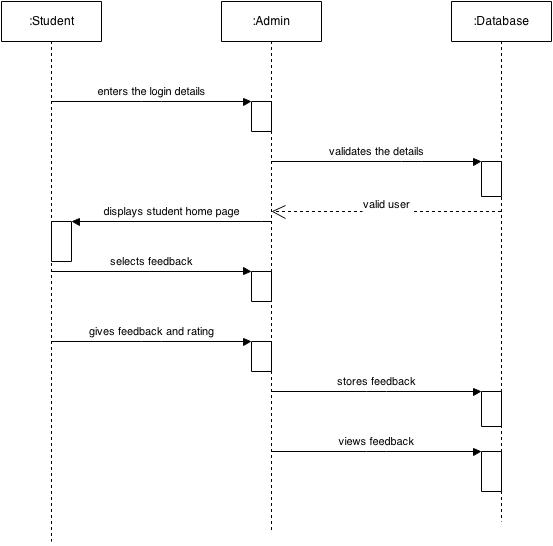 :Student
:Admin
:Database
enters the login details
validates the details
valid user
displays student home page
selects feedback
gives feedback and rating
stores feedback
views feedback